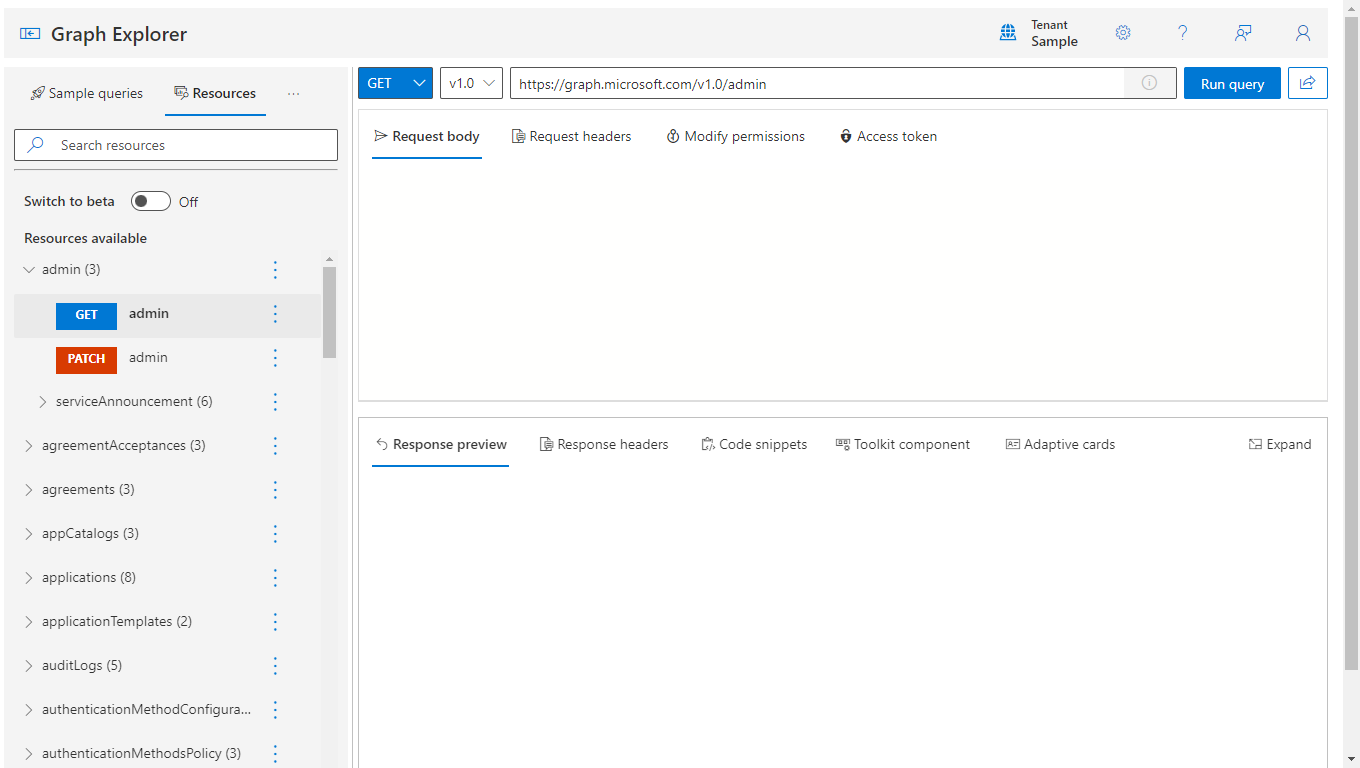 Graph Explorer
Tenant
Sample
?
Sample queries
Resources
...
Search resources
Switch to beta
Off
Resources available
admin (3)
GET admin
PATCH admin
serviceAnnouncement (6)
agreementAcceptances (3)
agreements (3)
appCatalogs (3)
applications (8)
applicationTemplates (2)
auditLogs (5)
authenticationMethodConfigura...
authenticationMethodsPolicy (3)
GET
v1.0
https://graph.microsoft.com/v1.0/admin
Run query
Request body
Request headers
Modify permissions
Access token
Response preview
Response headers
Code snippets
Toolkit component
Adaptive cards
Expand